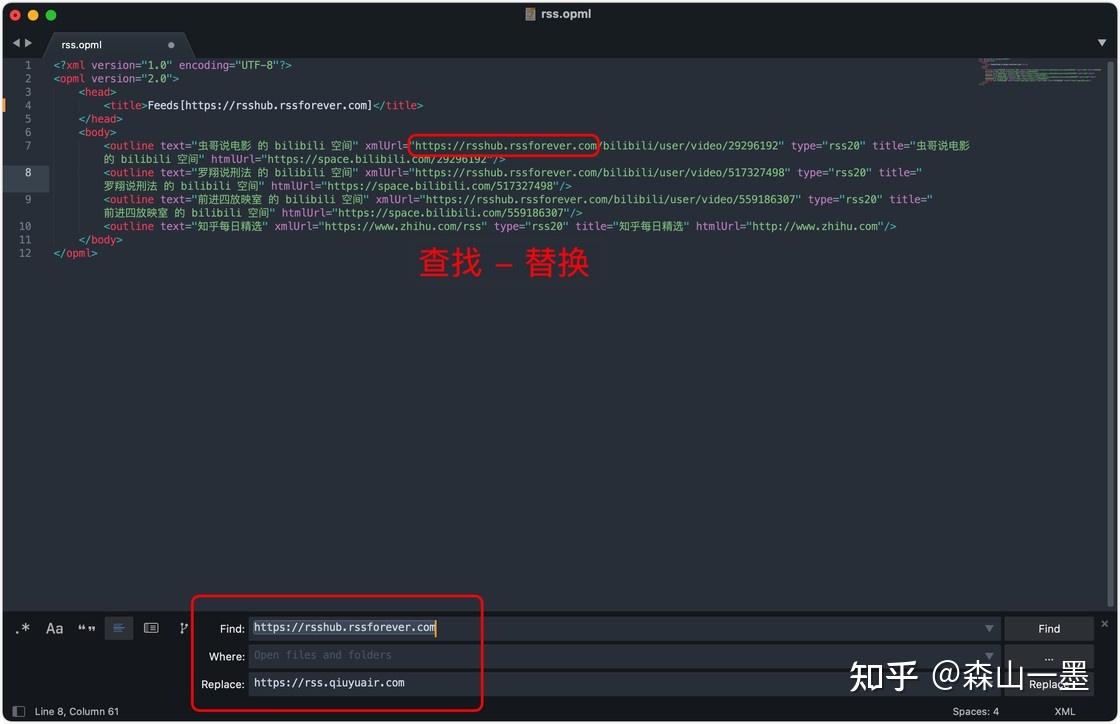 rss.opml
rss.opml
1 <?xml version="1.0" encoding="UTF-8"?>
2 <opml version="2.0">
3 <head>
4 <title>Feeds[https://rsshub.rssforever.com]</title>
5 </head>
6 <body>
7 <outline text="虫哥说电影 的 bilibili 空间" xmlUrl="https://rsshub.rssforever.com/bilibili/user/video/29296192" type="rss20" title="虫哥说电影
的 bilibili 空间" htmlUrl="https://space.bilibili.com/29296192"/>
8 <outline text="罗翔说刑法 的 bilibili 空间" xmlUrl="https://rsshub.rssforever.com/bilibili/user/video/517327498" type="rss20" title="
罗翔说刑法 的 bilibili 空间" htmlUrl="https://space.bilibili.com/517327498"/>
9 <outline text="前进四放映室 的 bilibili 空间" xmlUrl="https://rsshub.rssforever.com/bilibili/user/video/559186307" type="rss20" title="
前进四放映室 的 bilibili 空间" htmlUrl="https://space.bilibili.com/559186307"/>
10 <outline text="知乎每日精选" xmlUrl="https://www.zhihu.com/rss" type="rss20" title="知乎每日精选" htmlUrl="http://www.zhihu.com"/>
11 </body>
12 </opml>
查找 – 替换
.* Aa “” Find: https://rsshub.rssforever.com Find
Where: Open files and folders ...
Replace: https://rss.qiuyuair.com Replace
知乎 @森山一墨
Line 8, Column 61 Spaces: 4 XML